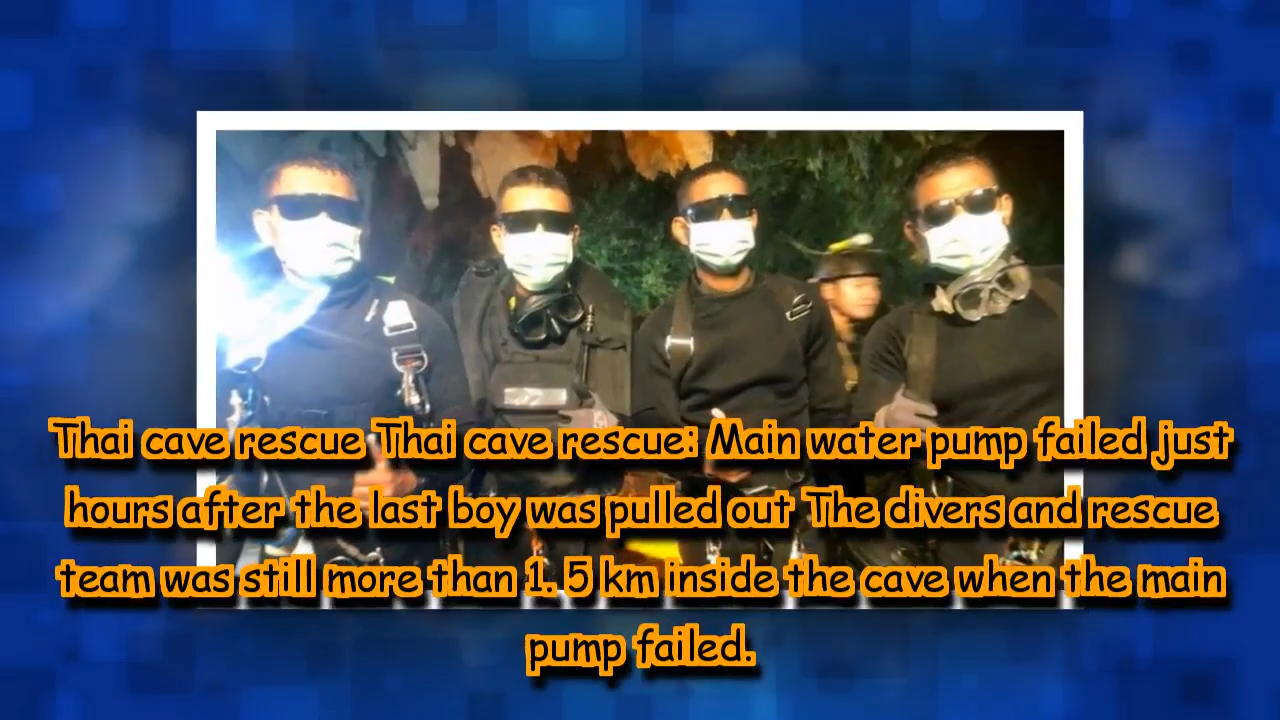 Thai cave rescue Thai cave rescue: Main water pump failed just
hours after the last boy was pulled out The divers and rescue
team was still more than 1. 5 km inside the cave when the main
pump failed.